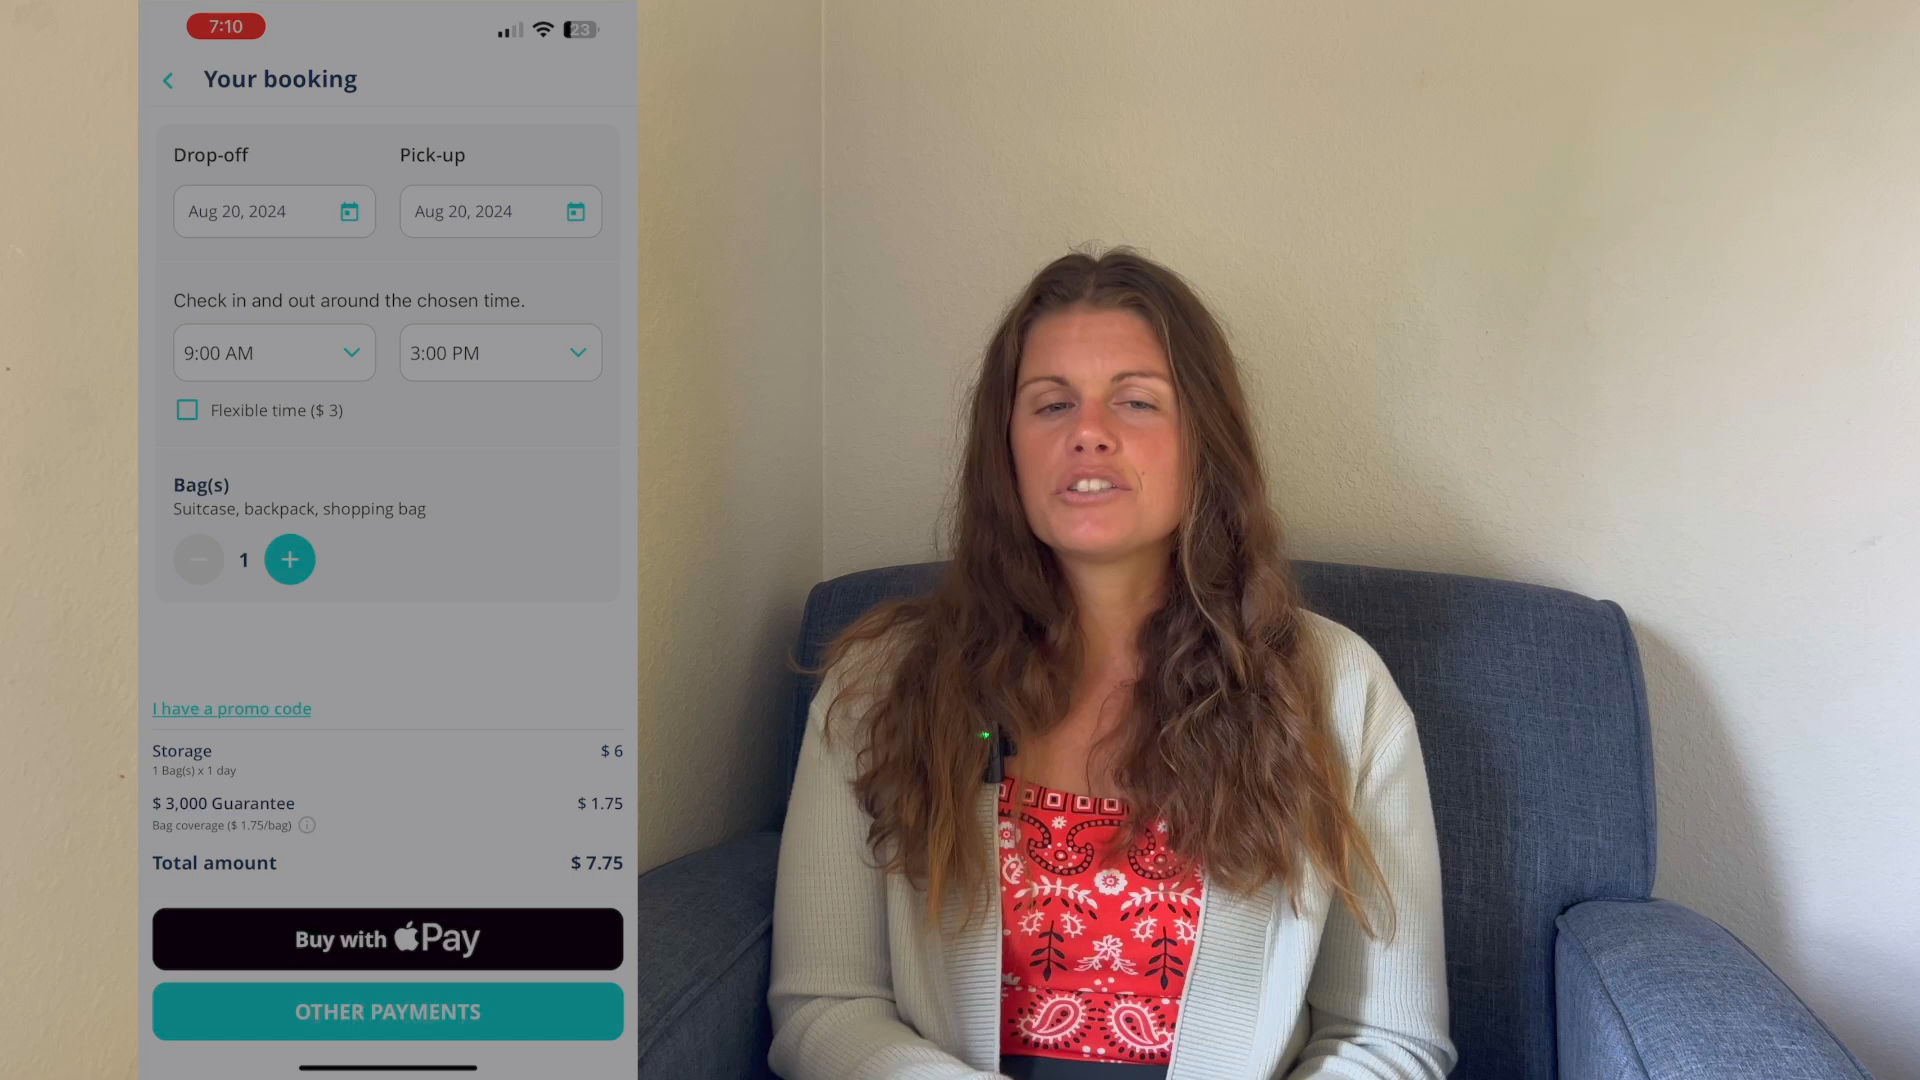 7:10
23
Your booking
Drop-off Pick-up
Aug 20, 2024 Aug 20, 2024
Check in and out around the chosen time.
9:00 AM 3:00 PM
Flexible time ($ 3)
Bag(s)
Suitcase, backpack, shopping bag
1
I have a promo code
Storage $ 6
1 Bag(s) x 1 day
$ 3,000 Guarantee $ 1.75
Bag coverage ($ 1.75/bag)
Total amount $ 7.75
Buy with Pay
OTHER PAYMENTS